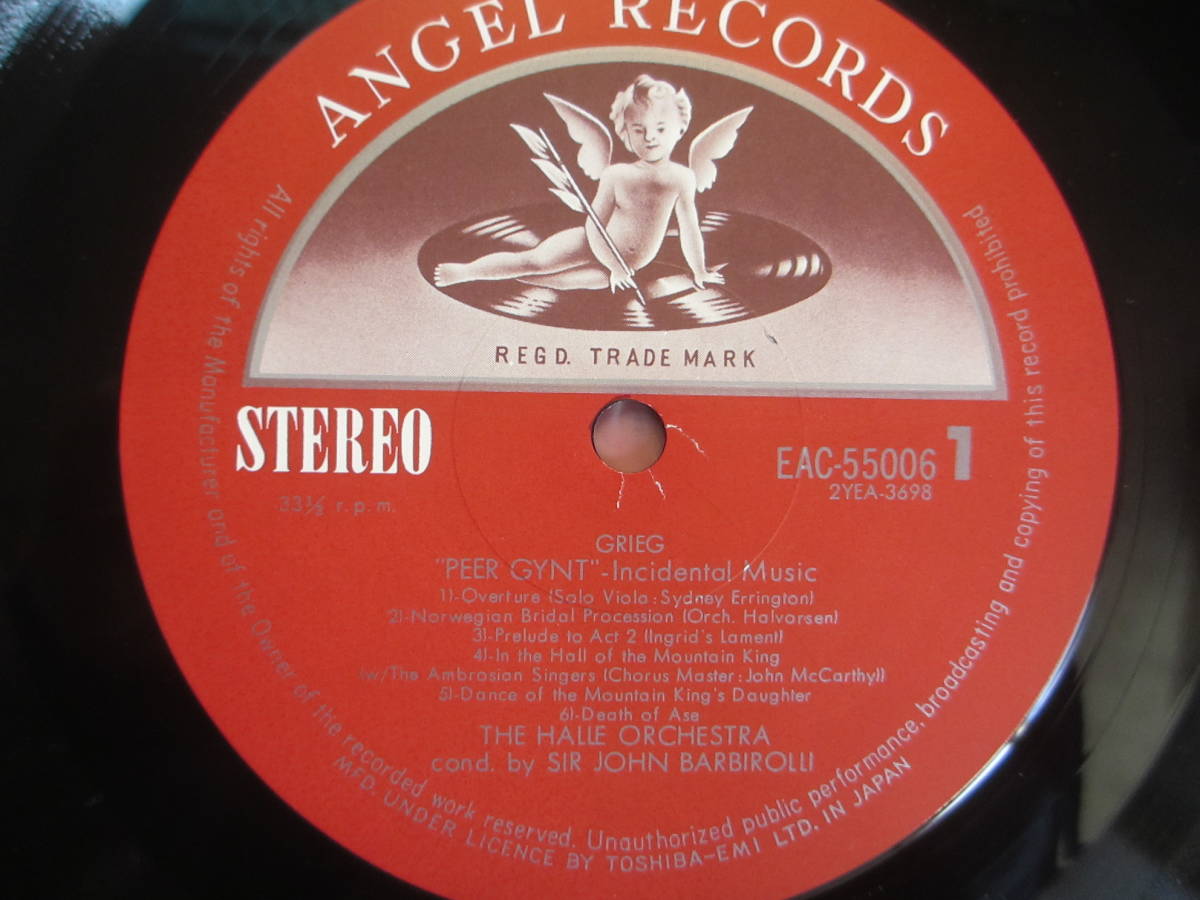 ANGEL RECORDS
REGD. TRADE MARK
STEREO
33⅓ r.p.m.
EAC-55006 1
2YEA-3698
GRIEG
"PEER GYNT"-Incidental Music
1)-Overture (Solo Viola:Sydney Errington)
2)-Norwegian Bridal Procession (Orch. Halvorsen)
3)-Prelude to Act 2 (Ingrid's Lament)
4)-In the Hall of the Mountain King
(w/The Ambrosian Singers (Chorus Master:John McCarthy))
5)-Dance of the Mountain King's Daughter
6)-Death of Ase
THE HALLE ORCHESTRA
cond. by SIR JOHN BARBIROLLI
All rights of the Manufacturer and of the Owner of the recorded work reserved. Unauthorized public performance, broadcasting and copying of this record prohibited
MFD. UNDER LICENCE BY TOSHIBA-EMI LTD. IN JAPAN